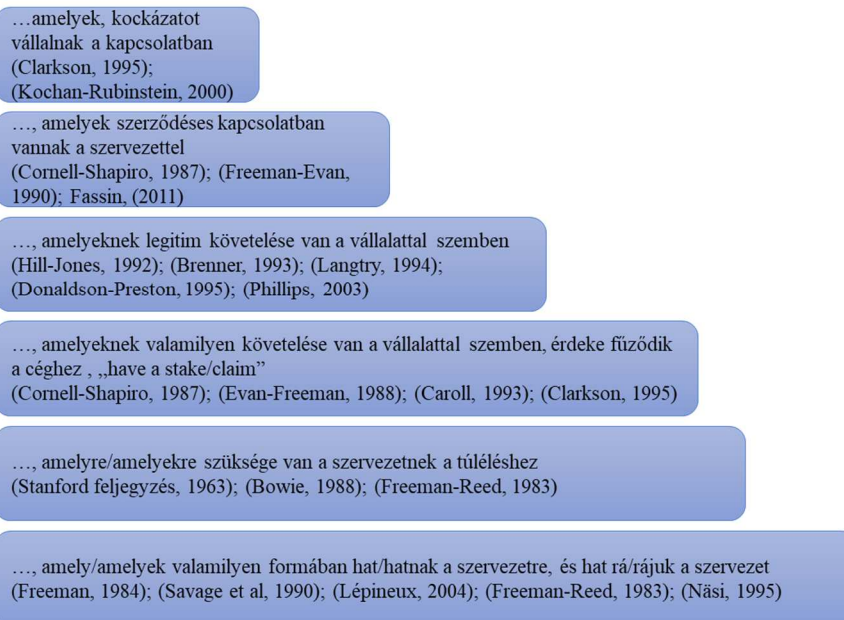 …amelyek, kockázatot
vállalnak a kapcsolatban
(Clarkson, 1995);
(Kochan-Rubinstein, 2000)
…, amelyek szerződéses kapcsolatban
vannak a szervezettel
(Cornell-Shapiro, 1987); (Freeman-Evan,
1990); Fassin, (2011)
…, amelyeknek legitim követelése van a vállalattal szemben
(Hill-Jones, 1992); (Brenner, 1993); (Langtry, 1994);
(Donaldson-Preston, 1995); (Phillips, 2003)
…, amelyeknek valamilyen követelése van a vállalattal szemben, érdeke fűződik
a céghez , „have a stake/claim”
(Cornell-Shapiro, 1987); (Evan-Freeman, 1988); (Caroll, 1993); (Clarkson, 1995)
…, amelyre/amelyekre szüksége van a szervezetnek a túléléshez
(Stanford feljegyzés, 1963); (Bowie, 1988); (Freeman-Reed, 1983)
…, amely/amelyek valamilyen formában hat/hatnak a szervezetre, és hat rá/rájuk a szervezet
(Freeman, 1984); (Savage et al, 1990); (Lépineux, 2004); (Freeman-Reed, 1983); (Näsi, 1995)